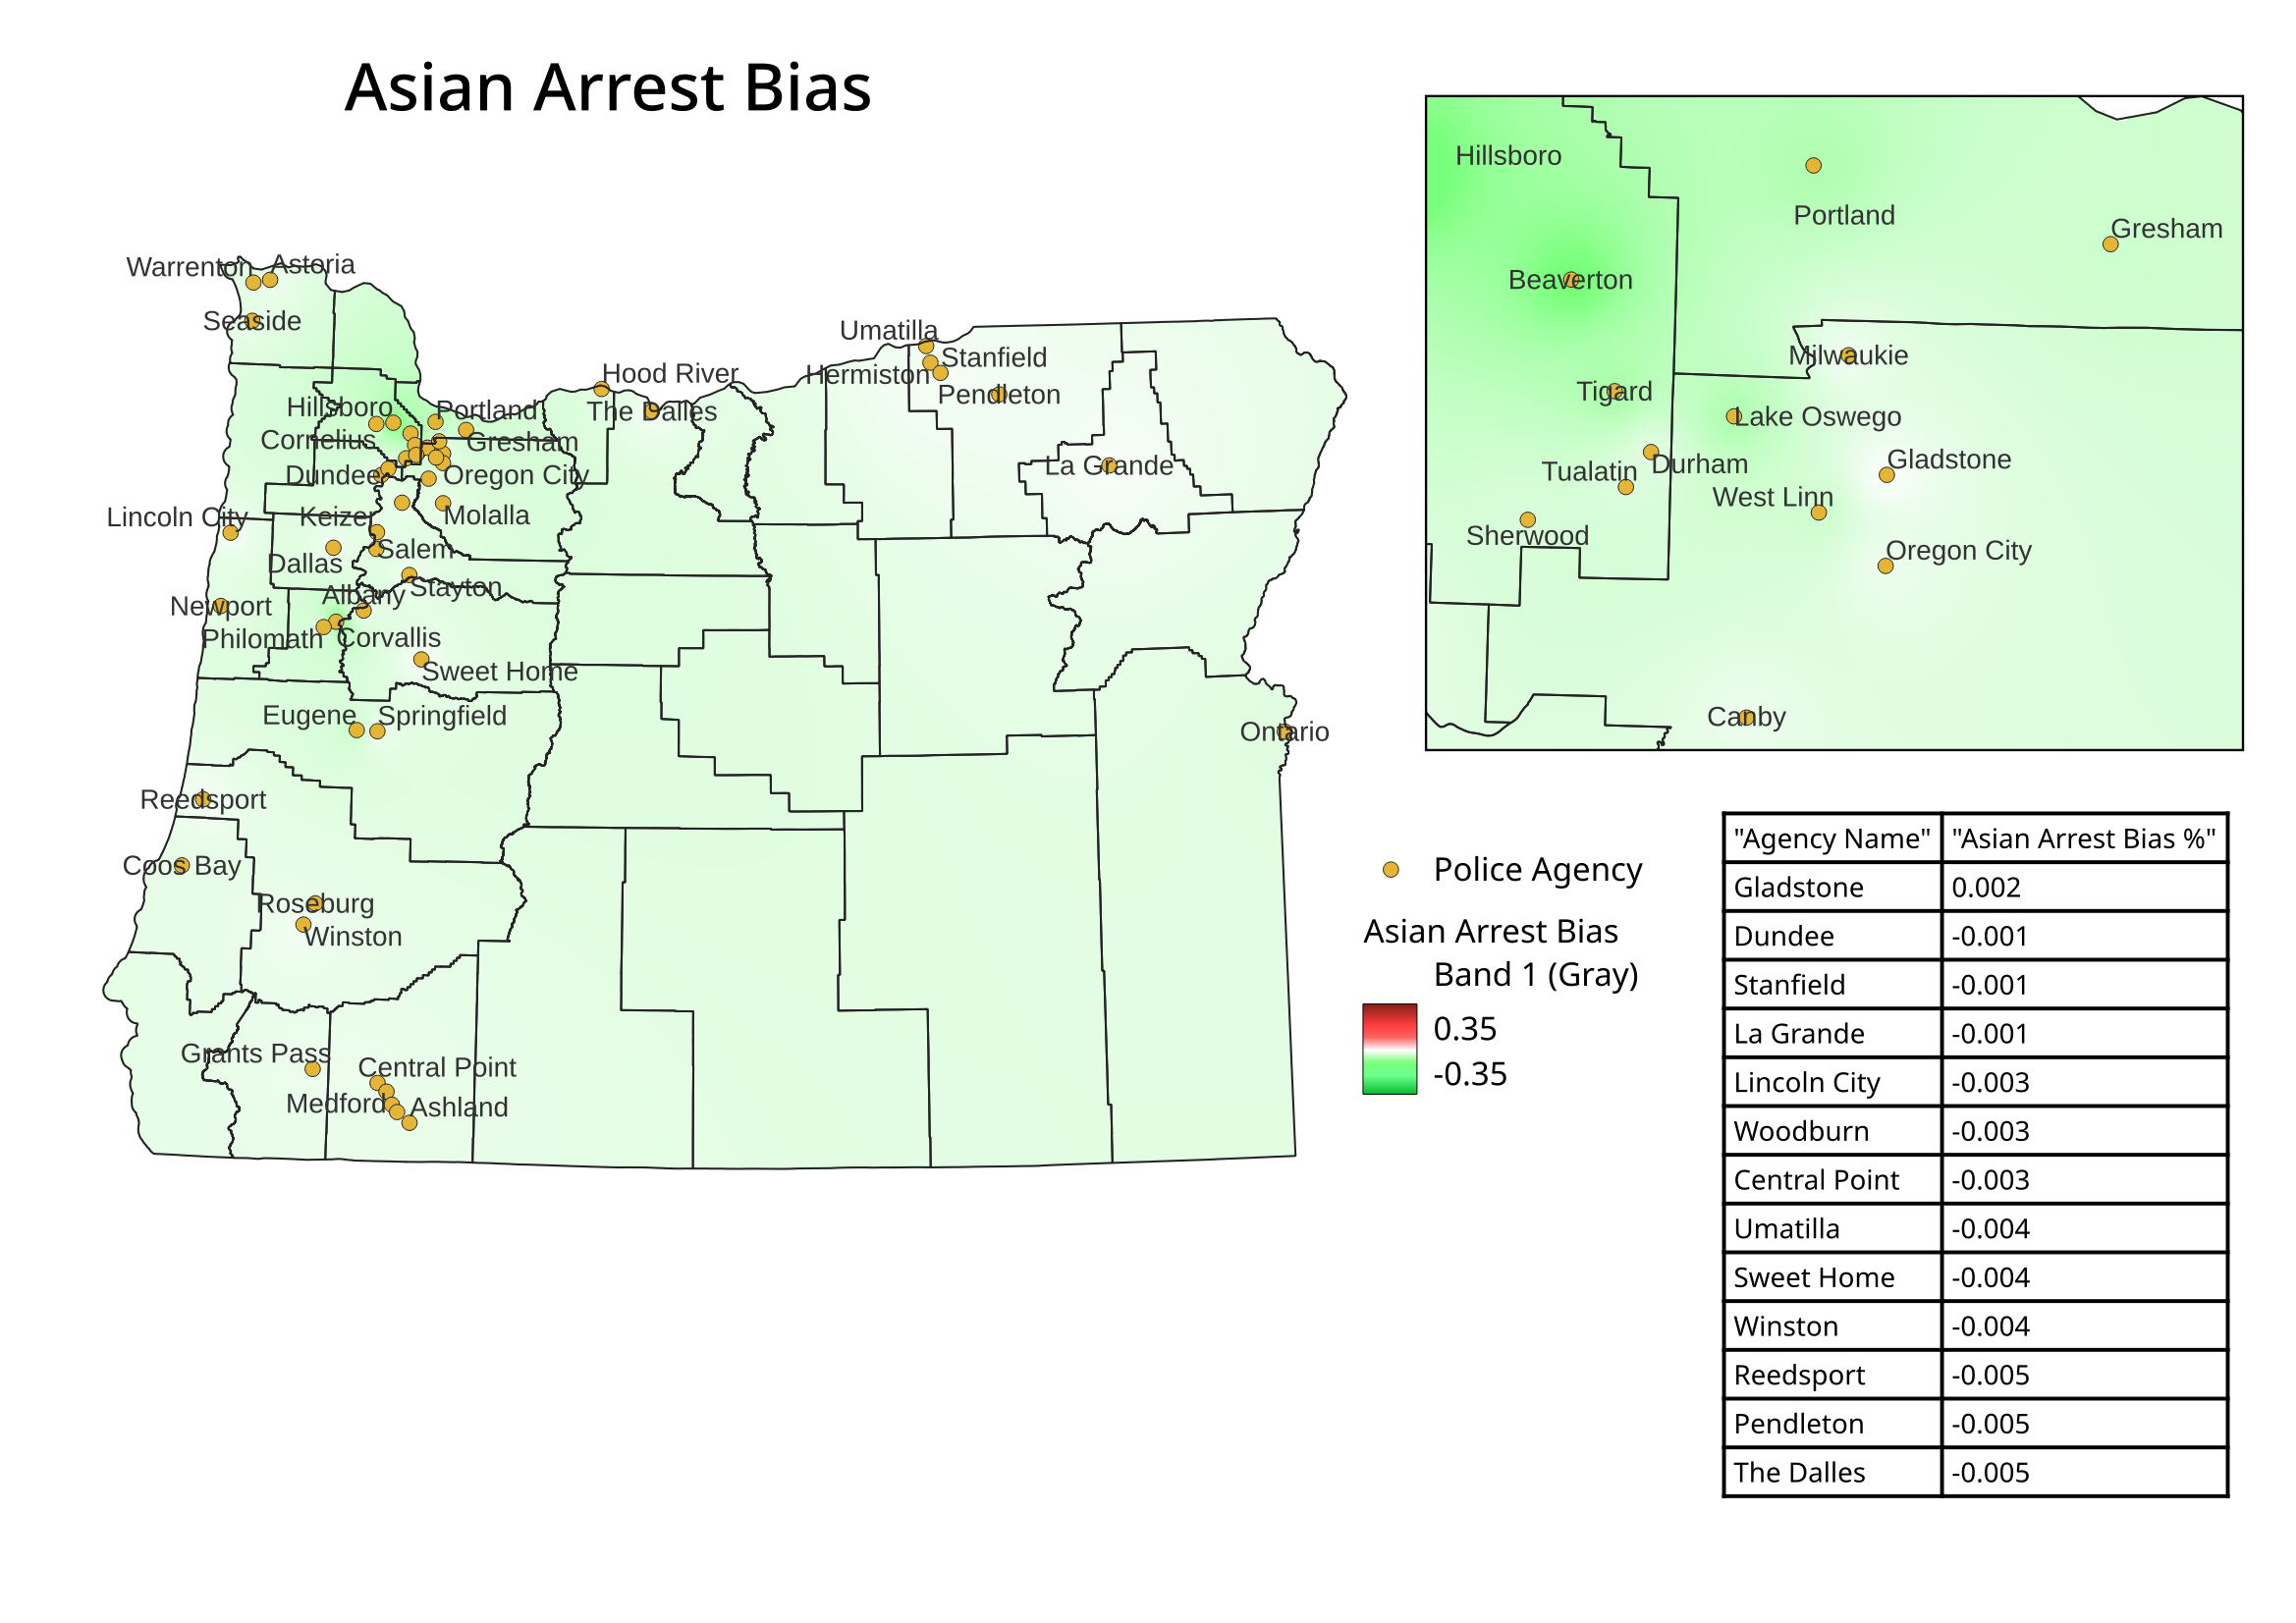 Asian Arrest Bias
Warrenton
Astoria
Seaside
Hillsboro
Portland
Cornelius
Gresham
Dundee
Oregon City
Lincoln City
Keizer
Molalla
Dallas
Salem
Stayton
Albany
Newport
Philomath
Corvallis
Sweet Home
Eugene
Springfield
Reedsport
Coos Bay
Roseburg
Winston
Grants Pass
Central Point
Medford
Ashland
Hood River
The Dalles
Umatilla
Stanfield
Hermiston
Pendleton
La Grande
Ontario
Hillsboro
Portland
Gresham
Beaverton
Milwaukie
Tigard
Lake Oswego
Gladstone
Durham
Tualatin
West Linn
Sherwood
Oregon City
Canby
Police Agency
Asian Arrest Bias
Band 1 (Gray)
0.35
-0.35
"Agency Name" "Asian Arrest Bias %"
Gladstone 0.002
Dundee -0.001
Stanfield -0.001
La Grande -0.001
Lincoln City -0.003
Woodburn -0.003
Central Point -0.003
Umatilla -0.004
Sweet Home -0.004
Winston -0.004
Reedsport -0.005
Pendleton -0.005
The Dalles -0.005